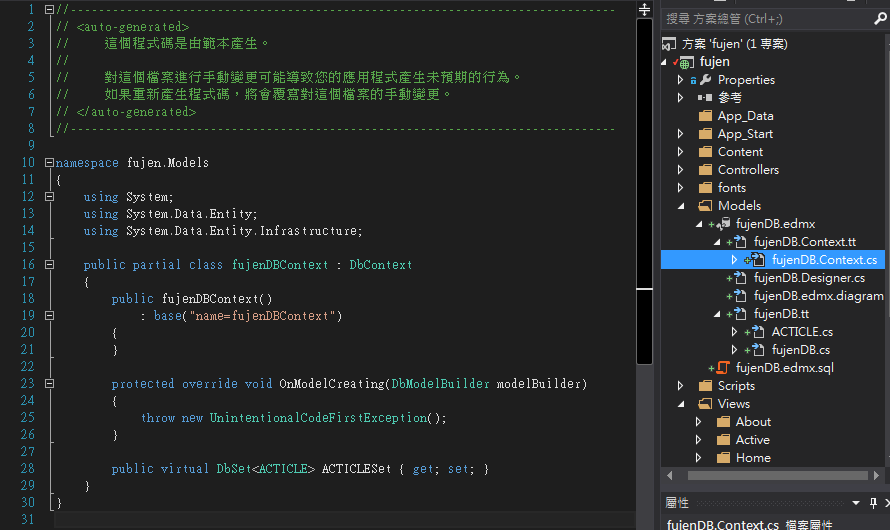 1 //----------------------------------------------------------------------
2 // <auto-generated>
3 //    這個程式碼是由範本產生。
4 //
5 //    對這個檔案進行手動變更可能導致您的應用程式產生未預期的行為。
6 //    如果重新產生程式碼，將會覆寫對這個檔案的手動變更。
7 // </auto-generated>
8 //----------------------------------------------------------------------
9
10 namespace fujen.Models
11 {
12     using System;
13     using System.Data.Entity;
14     using System.Data.Entity.Infrastructure;
15
16     public partial class fujenDBContext : DbContext
17     {
18         public fujenDBContext()
19             : base("name=fujenDBContext")
20         {
21         }
22
23         protected override void OnModelCreating(DbModelBuilder modelBuilder)
24         {
25             throw new UnintentionalCodeFirstException();
26         }
27
28         public virtual DbSet<ACTICLE> ACTICLESet { get; set; }
29     }
30 }
31
搜尋 方案總管 (Ctrl+;)
方案 'fujen' (1 專案)
fujen
Properties
參考
App_Data
App_Start
Content
Controllers
fonts
Models
fujenDB.edmx
fujenDB.Context.tt
fujenDB.Context.cs
fujenDB.Designer.cs
fujenDB.edmx.diagram
fujenDB.tt
ACTICLE.cs
fujenDB.cs
fujenDB.edmx.sql
Scripts
Views
About
Active
Home
屬性
fujenDB.Context.cs 檔案屬性